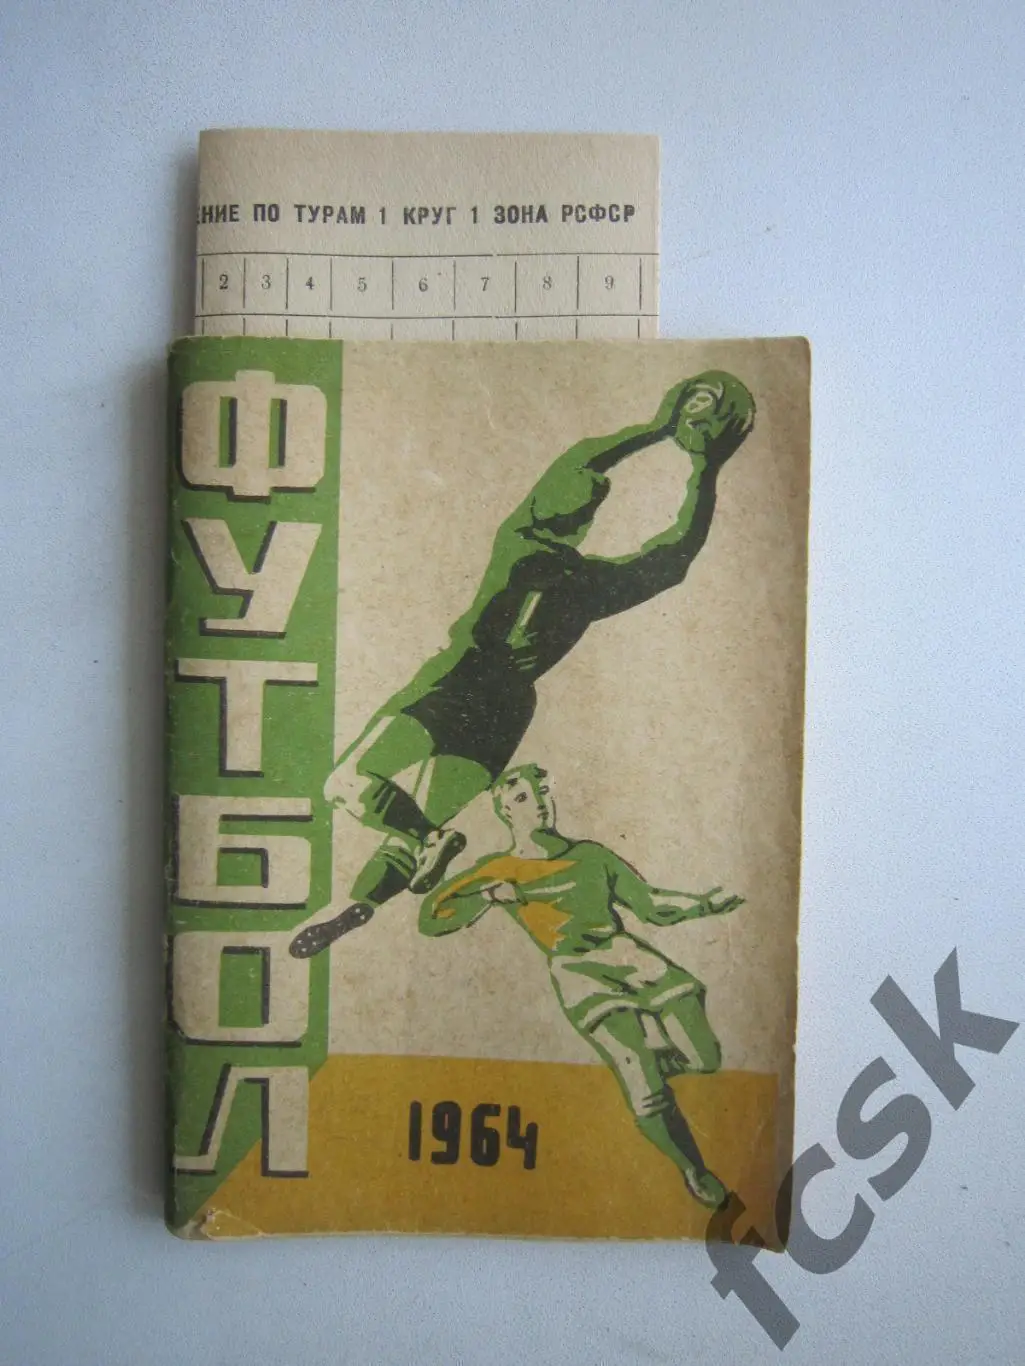 ЕНИЕ ПО ТУРАМ 1 КРУГ 1 ЗОНА РСФСР
2 3 4 5 6 7 8 9
ФУТБОЛ
1
1964
fcsk